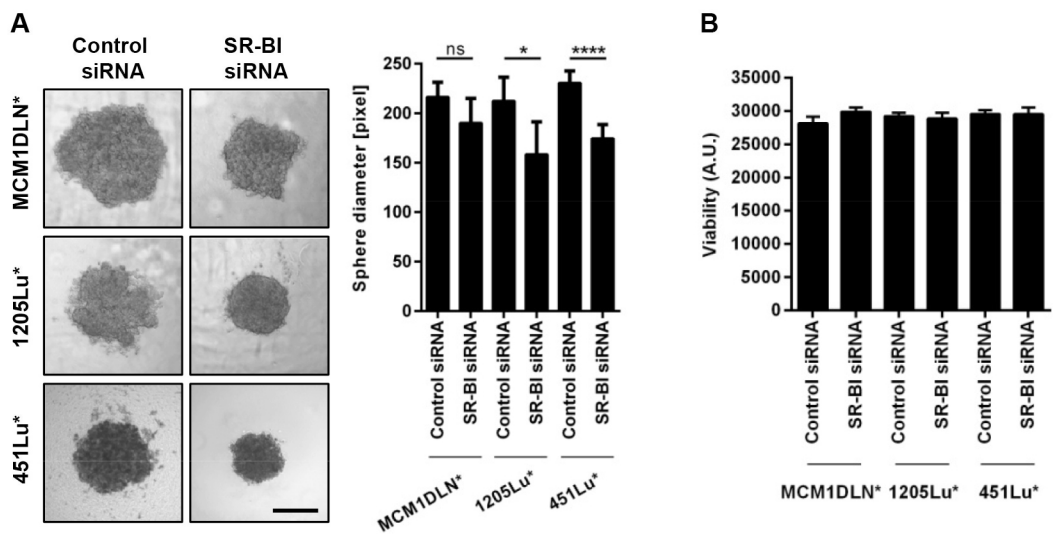 A
Control
siRNA
SR-BI
siRNA
MCM1DLN*
1205Lu*
451Lu*
ns
*
****
Sphere diameter [pixel]
250
200
150
100
50
0
Control siRNA
SR-BI siRNA
Control siRNA
SR-BI siRNA
Control siRNA
SR-BI siRNA
MCM1DLN*
1205Lu*
451Lu*
B
Viability (A.U.)
35000
30000
25000
20000
15000
10000
5000
0
Control siRNA
SR-BI siRNA
Control siRNA
SR-BI siRNA
Control siRNA
SR-BI siRNA
MCM1DLN* 1205Lu* 451Lu*